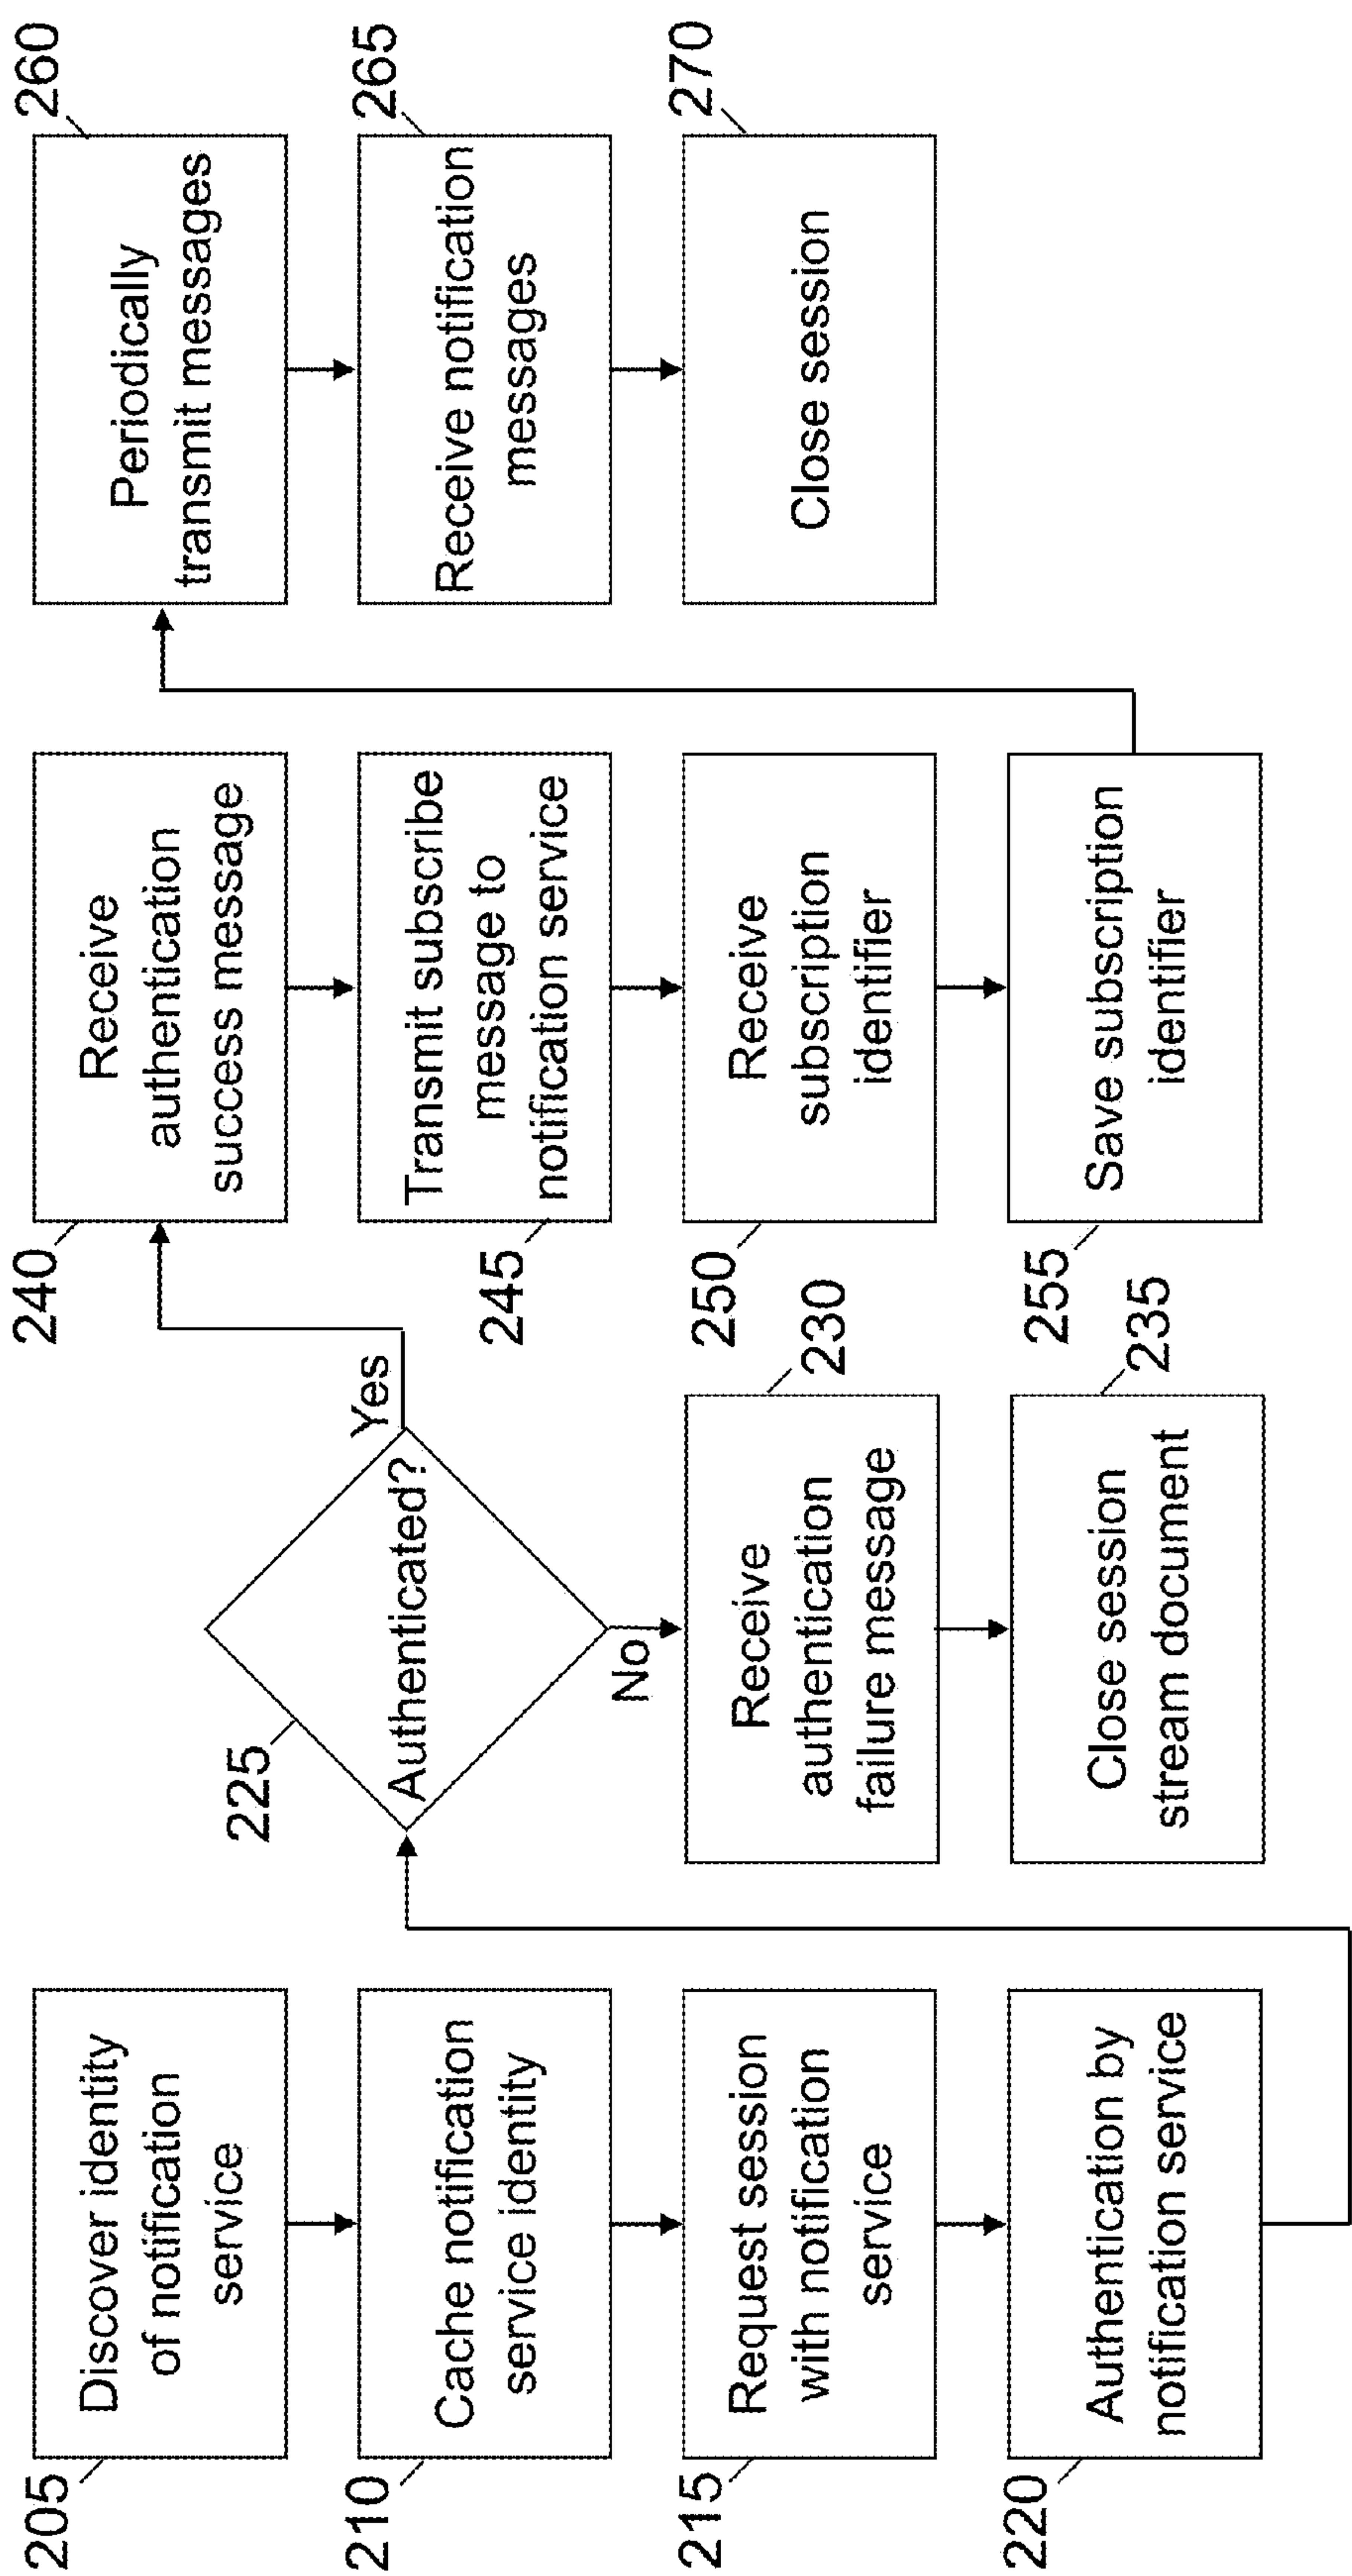 205
Discover identity
of notification
service
210
Cache notification
service identity
215
Request session
with notification
service
220
Authentication by
notification service
225
Authenticated?
Yes
No
230
Receive
authentication
failure message
235
Close session
stream document
240
Receive
authentication
success message
245
Transmit subscribe
message to
notification service
250
Receive
subscription
identifier
255
Save subscription
identifier
260
Periodically
transmit messages
265
Receive notification
messages
270
Close session